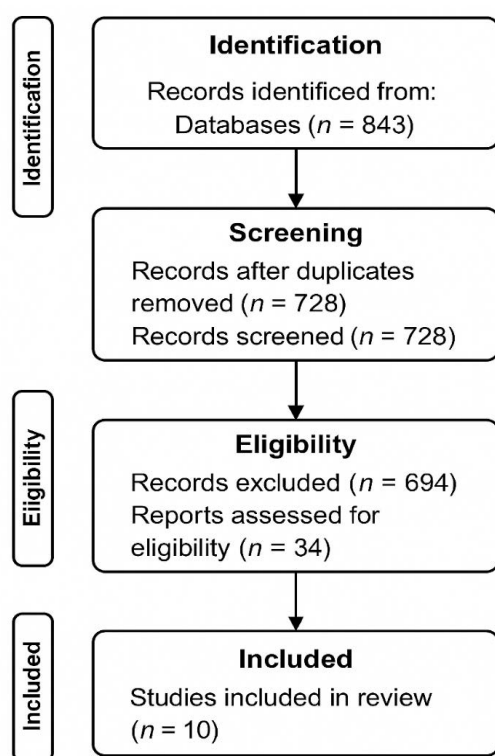 Identification
Identification
Records identificed from:
Databases (n = 843)
Screening
Records after duplicates
removed (n = 728)
Records screened (n = 728)
Eiigibility
Eligibility
Records excluded (n = 694)
Reports assessed for
eligibility (n = 34)
Included
Included
Studies included in review
(n = 10)